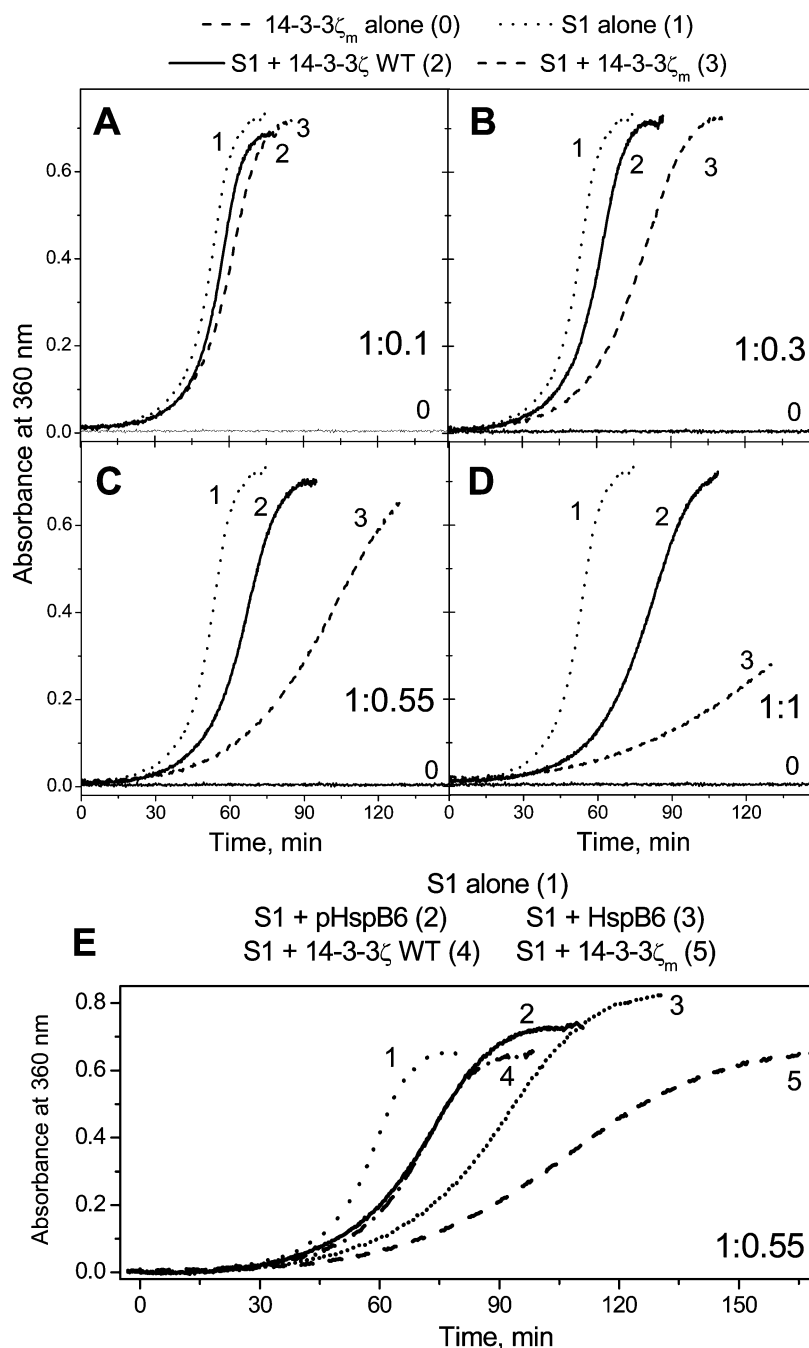 14-3-3ζm alone (0) S1 alone (1)
S1 + 14-3-3ζ WT (2) S1 + 14-3-3ζm (3)
A
1
2
3
1:0.1
0
B
1
2
3
1:0.3
0
C
1
2
3
1:0.55
0
D
1
2
3
1:1
0
0.6
0.4
0.2
0.0
0.6
0.4
0.2
0.0
Absorbance at 360 nm
0 30 60 90 120 0 30 60 90 120
Time, min Time, min
S1 alone (1)
S1 + pHspB6 (2) S1 + HspB6 (3)
S1 + 14-3-3ζ WT (4) S1 + 14-3-3ζm (5)
E
0.8
0.6
0.4
0.2
0.0
Absorbance at 360 nm
1
2
3
4
5
1:0.55
0 30 60 90 120 150
Time, min